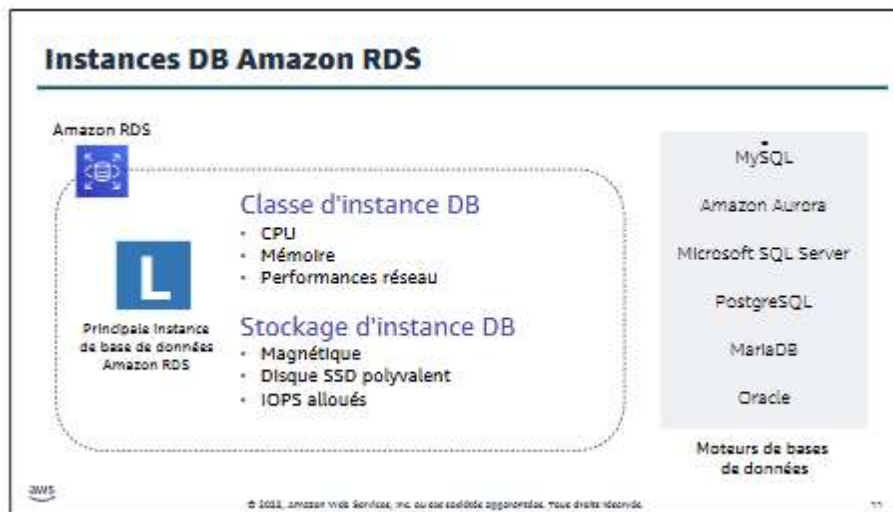 Instances DB Amazon RDS
Amazon RDS
L
Principale instance
de base de données
Amazon RDS
Classe d'instance DB
• CPU
• Mémoire
• Performances réseau
Stockage d'instance DB
• Magnétique
• Disque SSD polyvalent
• IOPS alloués
MySQL
Amazon Aurora
Microsoft SQL Server
PostgreSQL
MariaDB
Oracle
Moteurs de bases
de données
aws
Amazon Web Services, Inc. ou ses sociétés apparentées. Tous droits réservés.